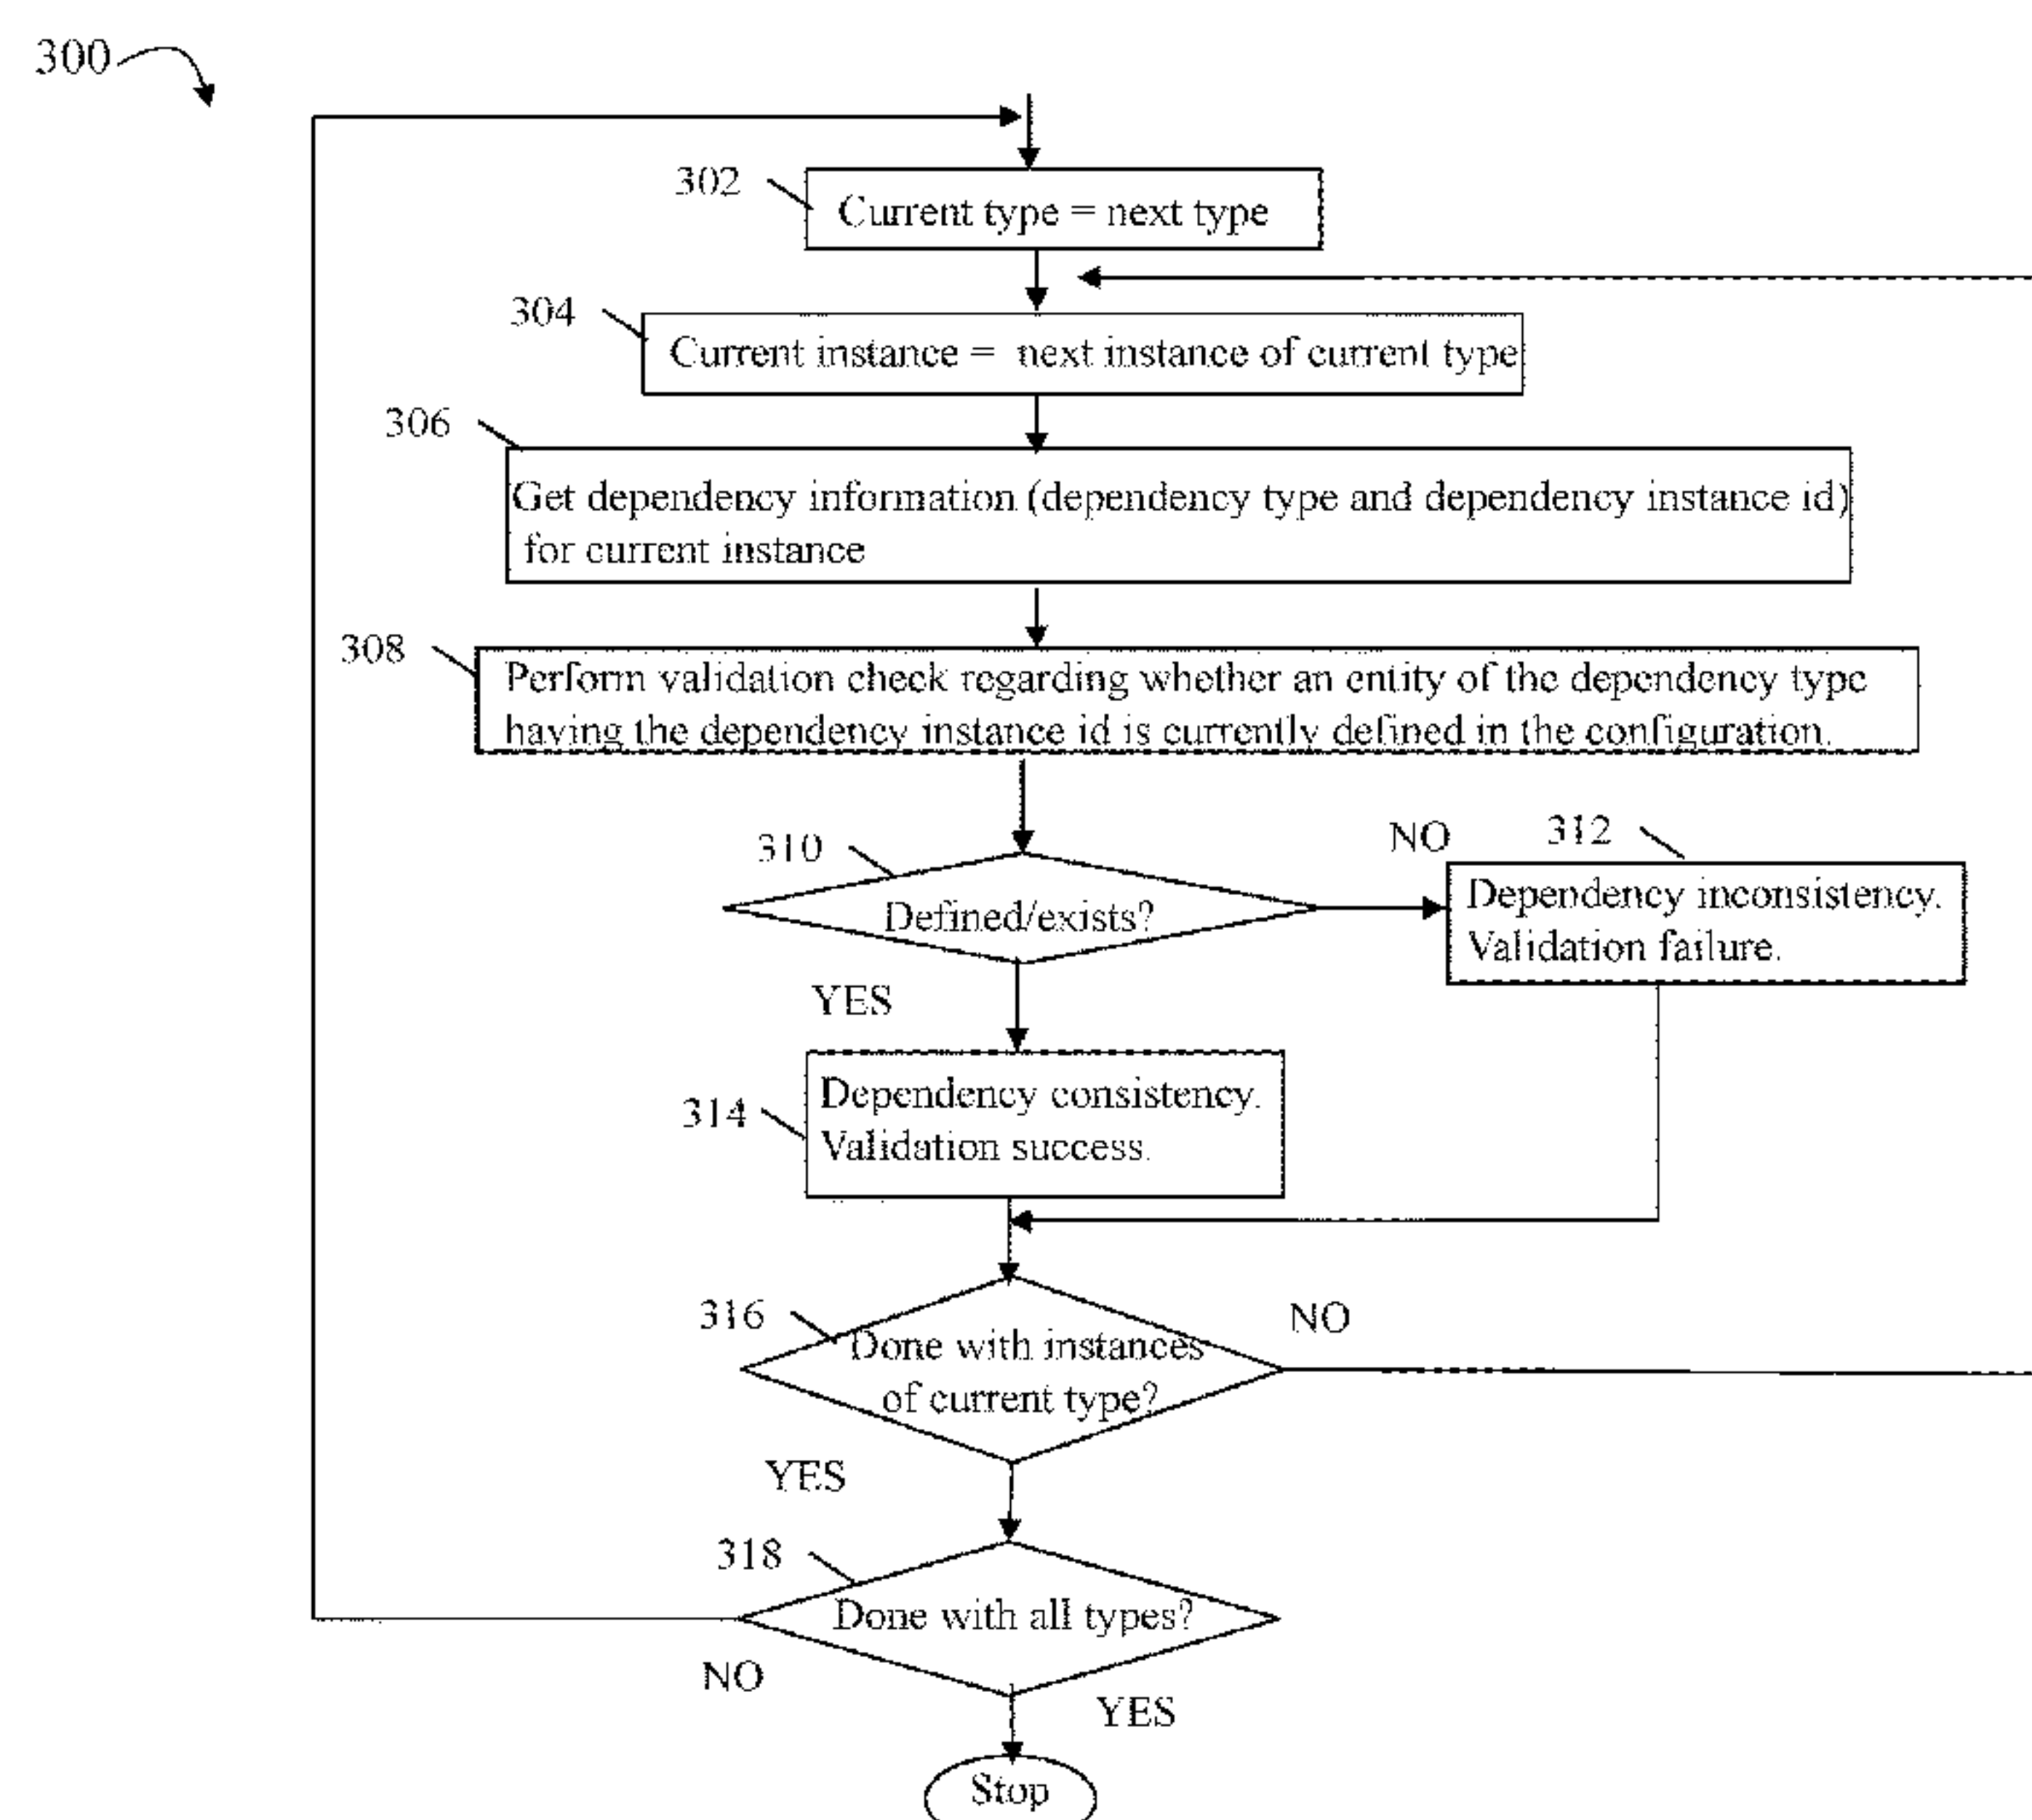 300
302
Current type = next type
304
Current instance = next instance of current type
306
Get dependency information (dependency type and dependency instance id)
for current instance
308
Perform validation check regarding whether an entity of the dependency type
having the dependency instance id is currently defined in the configuration.
310
Defined/exists?
NO
312
Dependency inconsistency.
Validation failure.
YES
314
Dependency consistency.
Validation success.
316
Done with instances
of current type?
NO
YES
318
Done with all types?
NO
YES
Stop